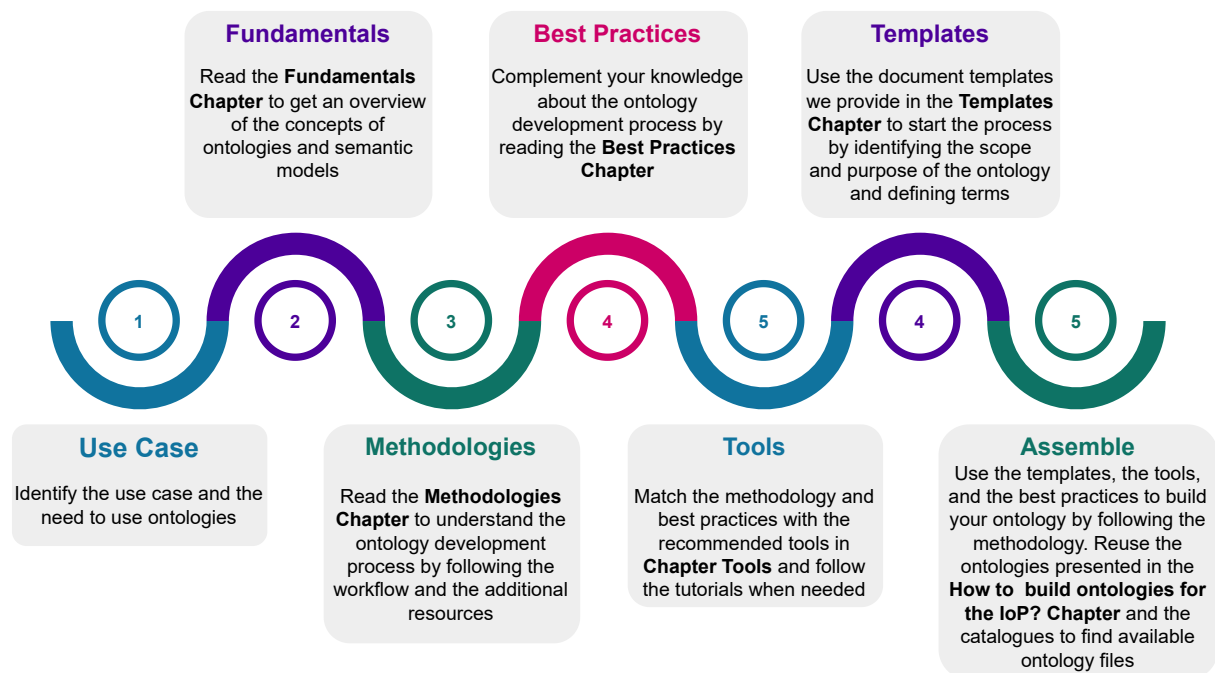 Fundamentals
Read the Fundamentals
Chapter to get an overview
of the concepts of
ontologies and semantic
models
Best Practices
Complement your knowledge
about the ontology
development process by
reading the Best Practices
Chapter
Templates
Use the document templates
we provide in the Templates
Chapter to start the process
by identifying the scope
and purpose of the ontology
and defining terms
1
2
3
4
5
4
5
Use Case
Identify the use case and the
need to use ontologies
Methodologies
Read the Methodologies
Chapter to understand the
ontology development
process by following the
workflow and the additional
resources
Tools
Match the methodology and
best practices with the
recommended tools in
Chapter Tools and follow
the tutorials when needed
Assemble
Use the templates, the tools,
and the best practices to build
your ontology by following the
methodology. Reuse the
ontologies presented in the
How to build ontologies for
the IoP? Chapter and the
catalogues to find available
ontology files